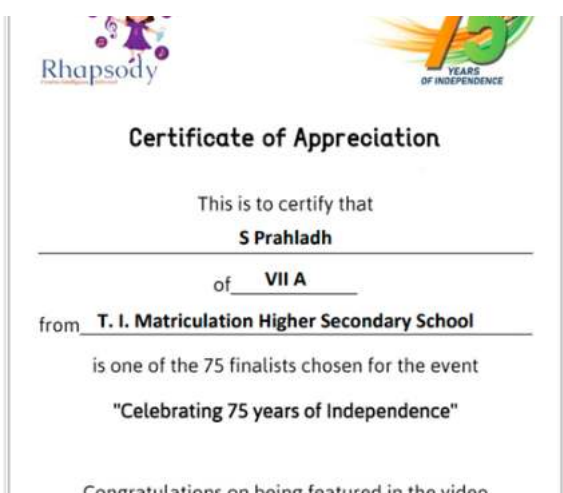 Rhapsody
75
YEARS
OF INDEPENDENCE
Certificate of Appreciation
This is to certify that
S Prahladh
of VII A
from T. I. Matriculation Higher Secondary School
is one of the 75 finalists chosen for the event
"Celebrating 75 years of Independence"
Congratulations on being featured in the video